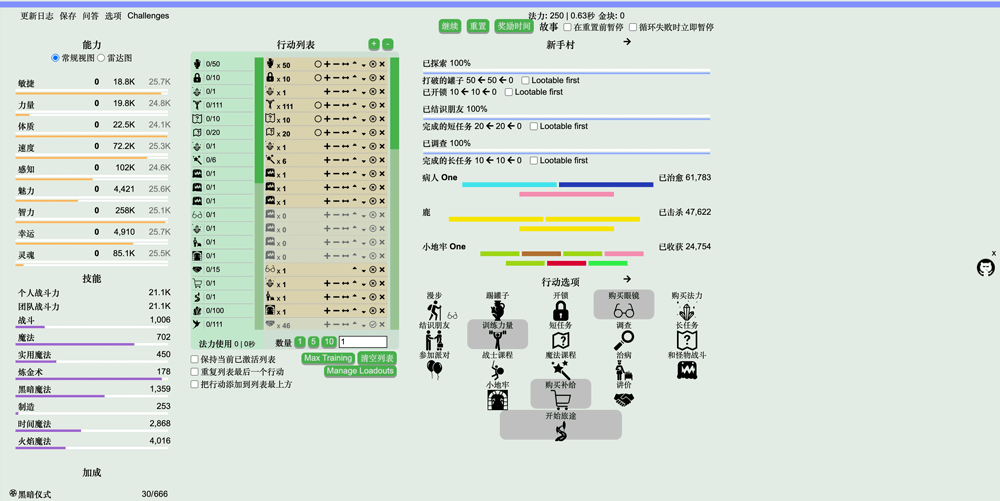 更新日志 保存 问答 选项 Challenges
法力: 250 | 0.63秒 金块: 0
继续 重置 奖励时间 故事 在重置前暂停 循环失败时立即暂停
能力
常规视图 雷达图
敏捷 0 18.8K 25.7K
力量 0 19.8K 24.8K
体质 0 22.5K 24.1K
速度 0 72.2K 25.3K
感知 0 102K 24.6K
魅力 0 4,421 25.6K
智力 0 258K 25.1K
幸运 0 4,910 25.7K
灵魂 0 85.1K 25.5K
技能
个人战斗力 21.1K
团队战斗力 21.1K
战斗 1,006
魔法 702
实用魔法 450
炼金术 178
黑暗魔法 1,359
制造 253
时间魔法 2,868
火焰魔法 4,016
加成
黑暗仪式 30/666
行动列表 + -
0/50 x 50
0/10 x 10
0/1 x 1
0/111 x 111
0/10 x 10
0/20 x 20
0/1 x 1
0/6 x 6
0/1 x 1
0/1 x 1
0/1 x 1
0/1 x 0
0/1 x 0
0/1 x 0
0/1 x 0
0/15 x 1
0/1 x 1
0/1 x 1
0/100 x 1
0/111 x 46
法力使用 0 | 0秒 数量 1 5 10 1
保持当前已激活列表 Max Training 清空列表
重复列表最后一个行动 Manage Loadouts
把行动添加到列表最上方
新手村
已探索 100%
打破的罐子 50 🡰 50 🡰 0 Lootable first
已开锁 10 🡰 10 🡰 0 Lootable first
已结识朋友 100%
完成的短任务 20 🡰 20 🡰 0 Lootable first
已调查 100%
完成的长任务 10 🡰 10 🡰 0 Lootable first
病人 One 已治愈 61,783
鹿 已击杀 47,622
小地牢 One 已收获 24,754
行动选项
漫步 踢罐子 开锁 购买眼镜 购买法力
结识朋友 训练力量 短任务 调查 长任务
参加派对 战士课程 魔法课程 治病 和怪物战斗
小地牢 购买补给 讲价
开始旅途
x